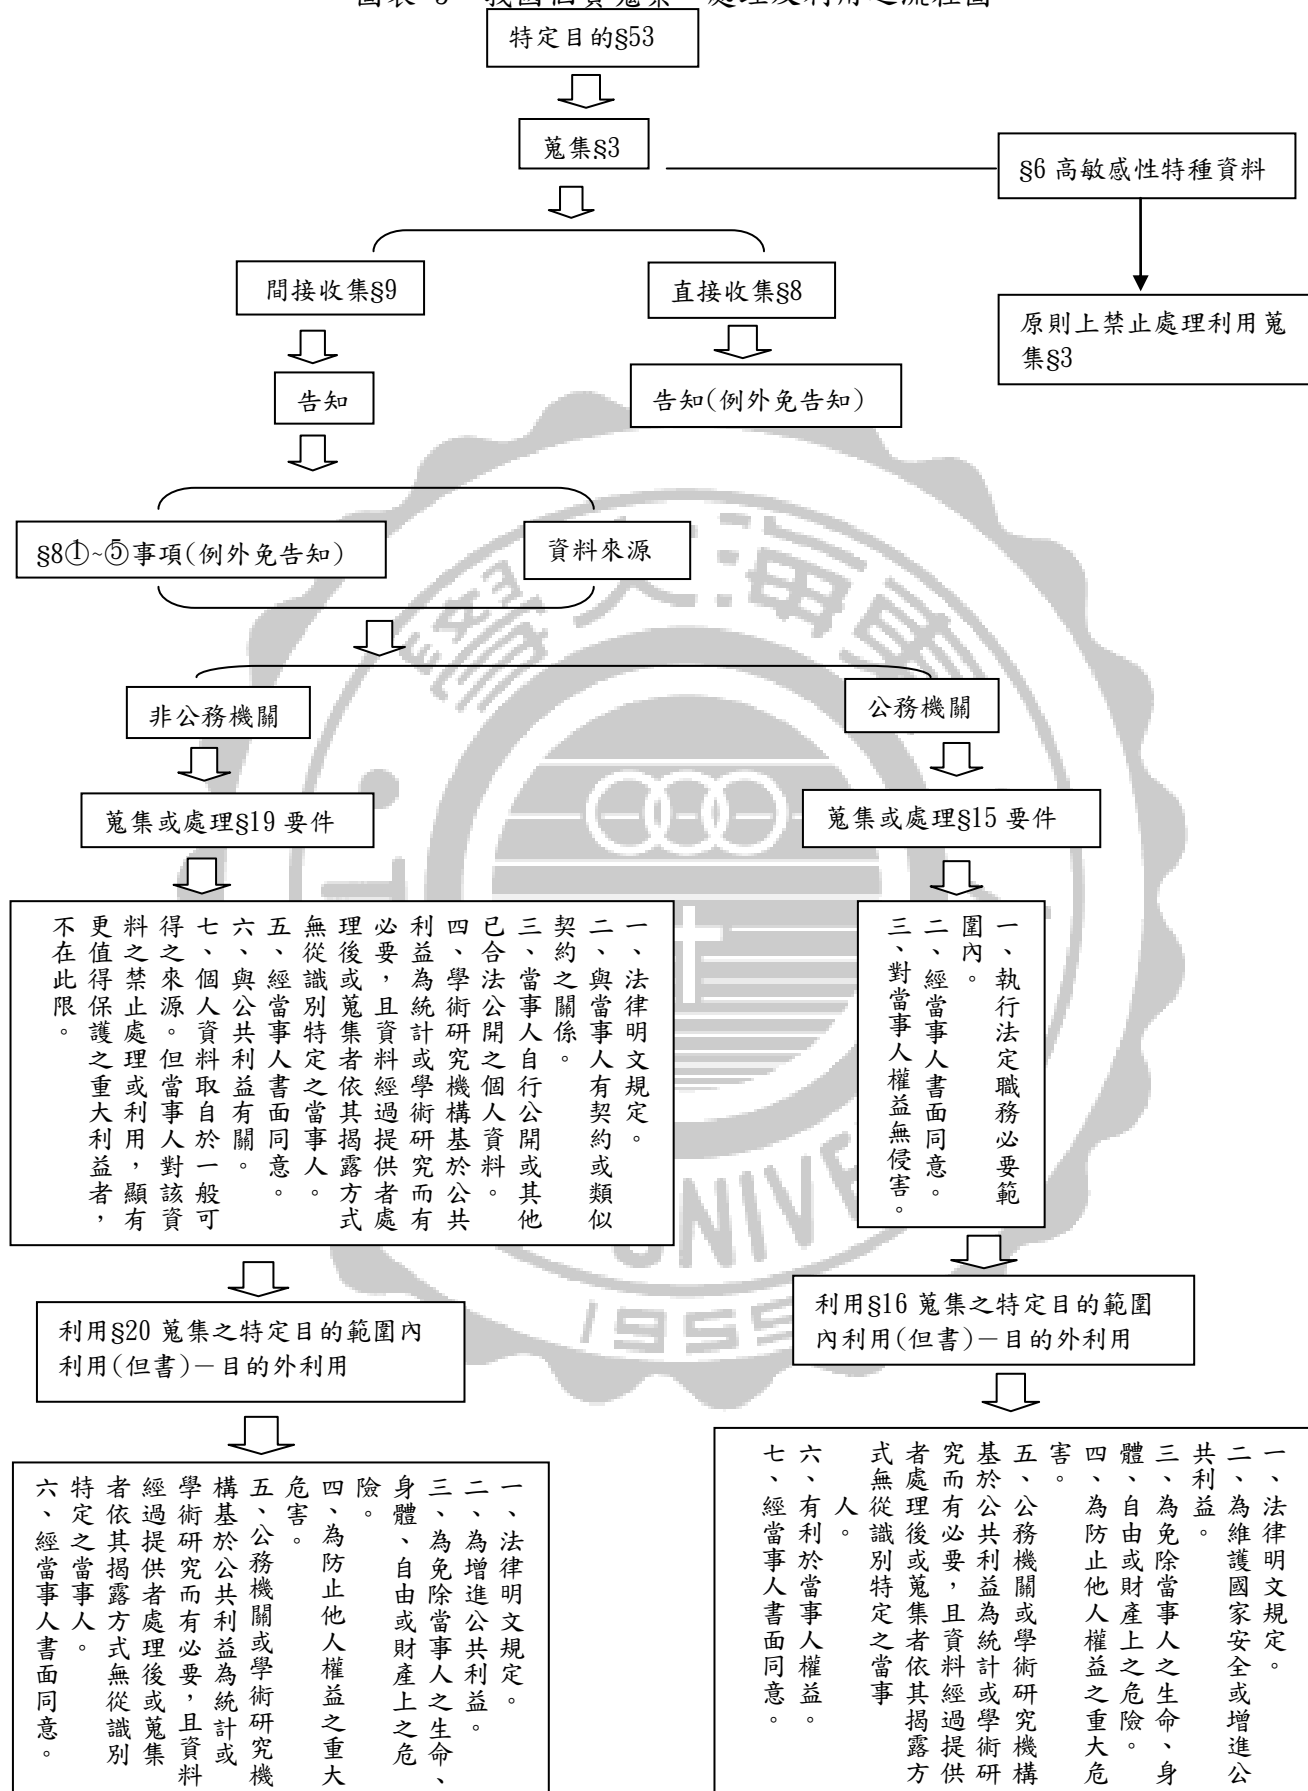 特定目的§53
蒐集§3
§6 高敏感性特種資料
間接收集§9
直接收集§8
原則上禁止處理利用蒐
集§3
告知
告知(例外免告知)
§8①~⑤事項(例外免告知)
資料來源
非公務機關
公務機關
蒐集或處理§19 要件
蒐集或處理§15 要件
一、法律明文規定。
二、與當事人有契約或類似
契約之關係。
三、當事人自行公開或其他
已合法公開之個人資料。
四、學術研究機構基於公共
利益為統計或學術研究而有
必要，且資料經過提供者處
理後或蒐集者依其揭露方式
無從識別特定之當事人。
五、經當事人書面同意。
六、與公共利益有關。
七、個人資料取自於一般可
得之來源。但當事人對該資
料之禁止處理或利用，顯有
更值得保護之重大利益者，
不在此限。
一、執行法定職務必要範
圍內。
二、經當事人書面同意。
三、對當事人權益無侵害。
利用§20 蒐集之特定目的範圍內
利用(但書)－目的外利用
利用§16 蒐集之特定目的範圍
內利用(但書)－目的外利用
一、法律明文規定。
二、為增進公共利益。
三、為免除當事人之生命、
身體、自由或財產上之危
險。
四、為防止他人權益之重大
危害。
五、公務機關或學術研究機
構基於公共利益為統計或
學術研究而有必要，且資料
經過提供者處理後或蒐集
者依其揭露方式無從識別
特定之當事人。
六、經當事人書面同意。
一、法律明文規定。
二、為維護國家安全或增進公
共利益。
三、為免除當事人之生命、身
體、自由或財產上之危險。
四、為防止他人權益之重大危
害。
五、公務機關或學術研究機構
基於公共利益為統計或學術研
究而有必要，且資料經過提供
者處理後或蒐集者依其揭露方
式無從識別特定之當事
人。
六、有利於當事人權益。
七、經當事人書面同意。
東海大學
UNIVE
1955